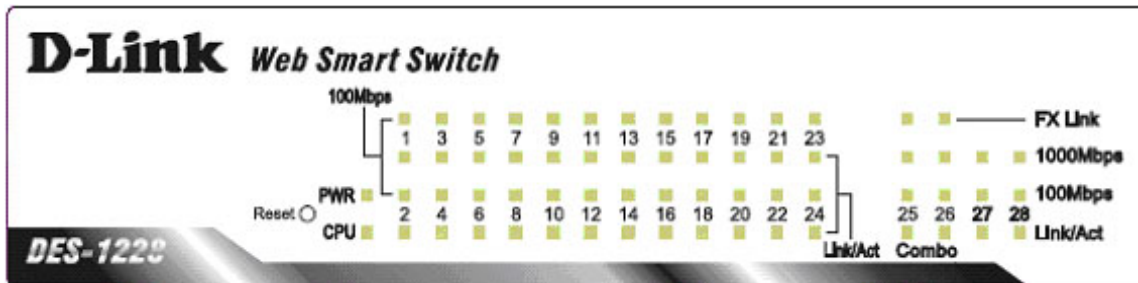 D-Link Web Smart Switch
100Mbps
FX Link
1 3 5 7 9 11 13 15 17 19 21 23
1000Mbps
PWR
100Mbps
Reset
2 4 6 8 10 12 14 16 18 20 22 24 25 26 27 28
CPU
Link/Act
DES-1228
Link/Act Combo